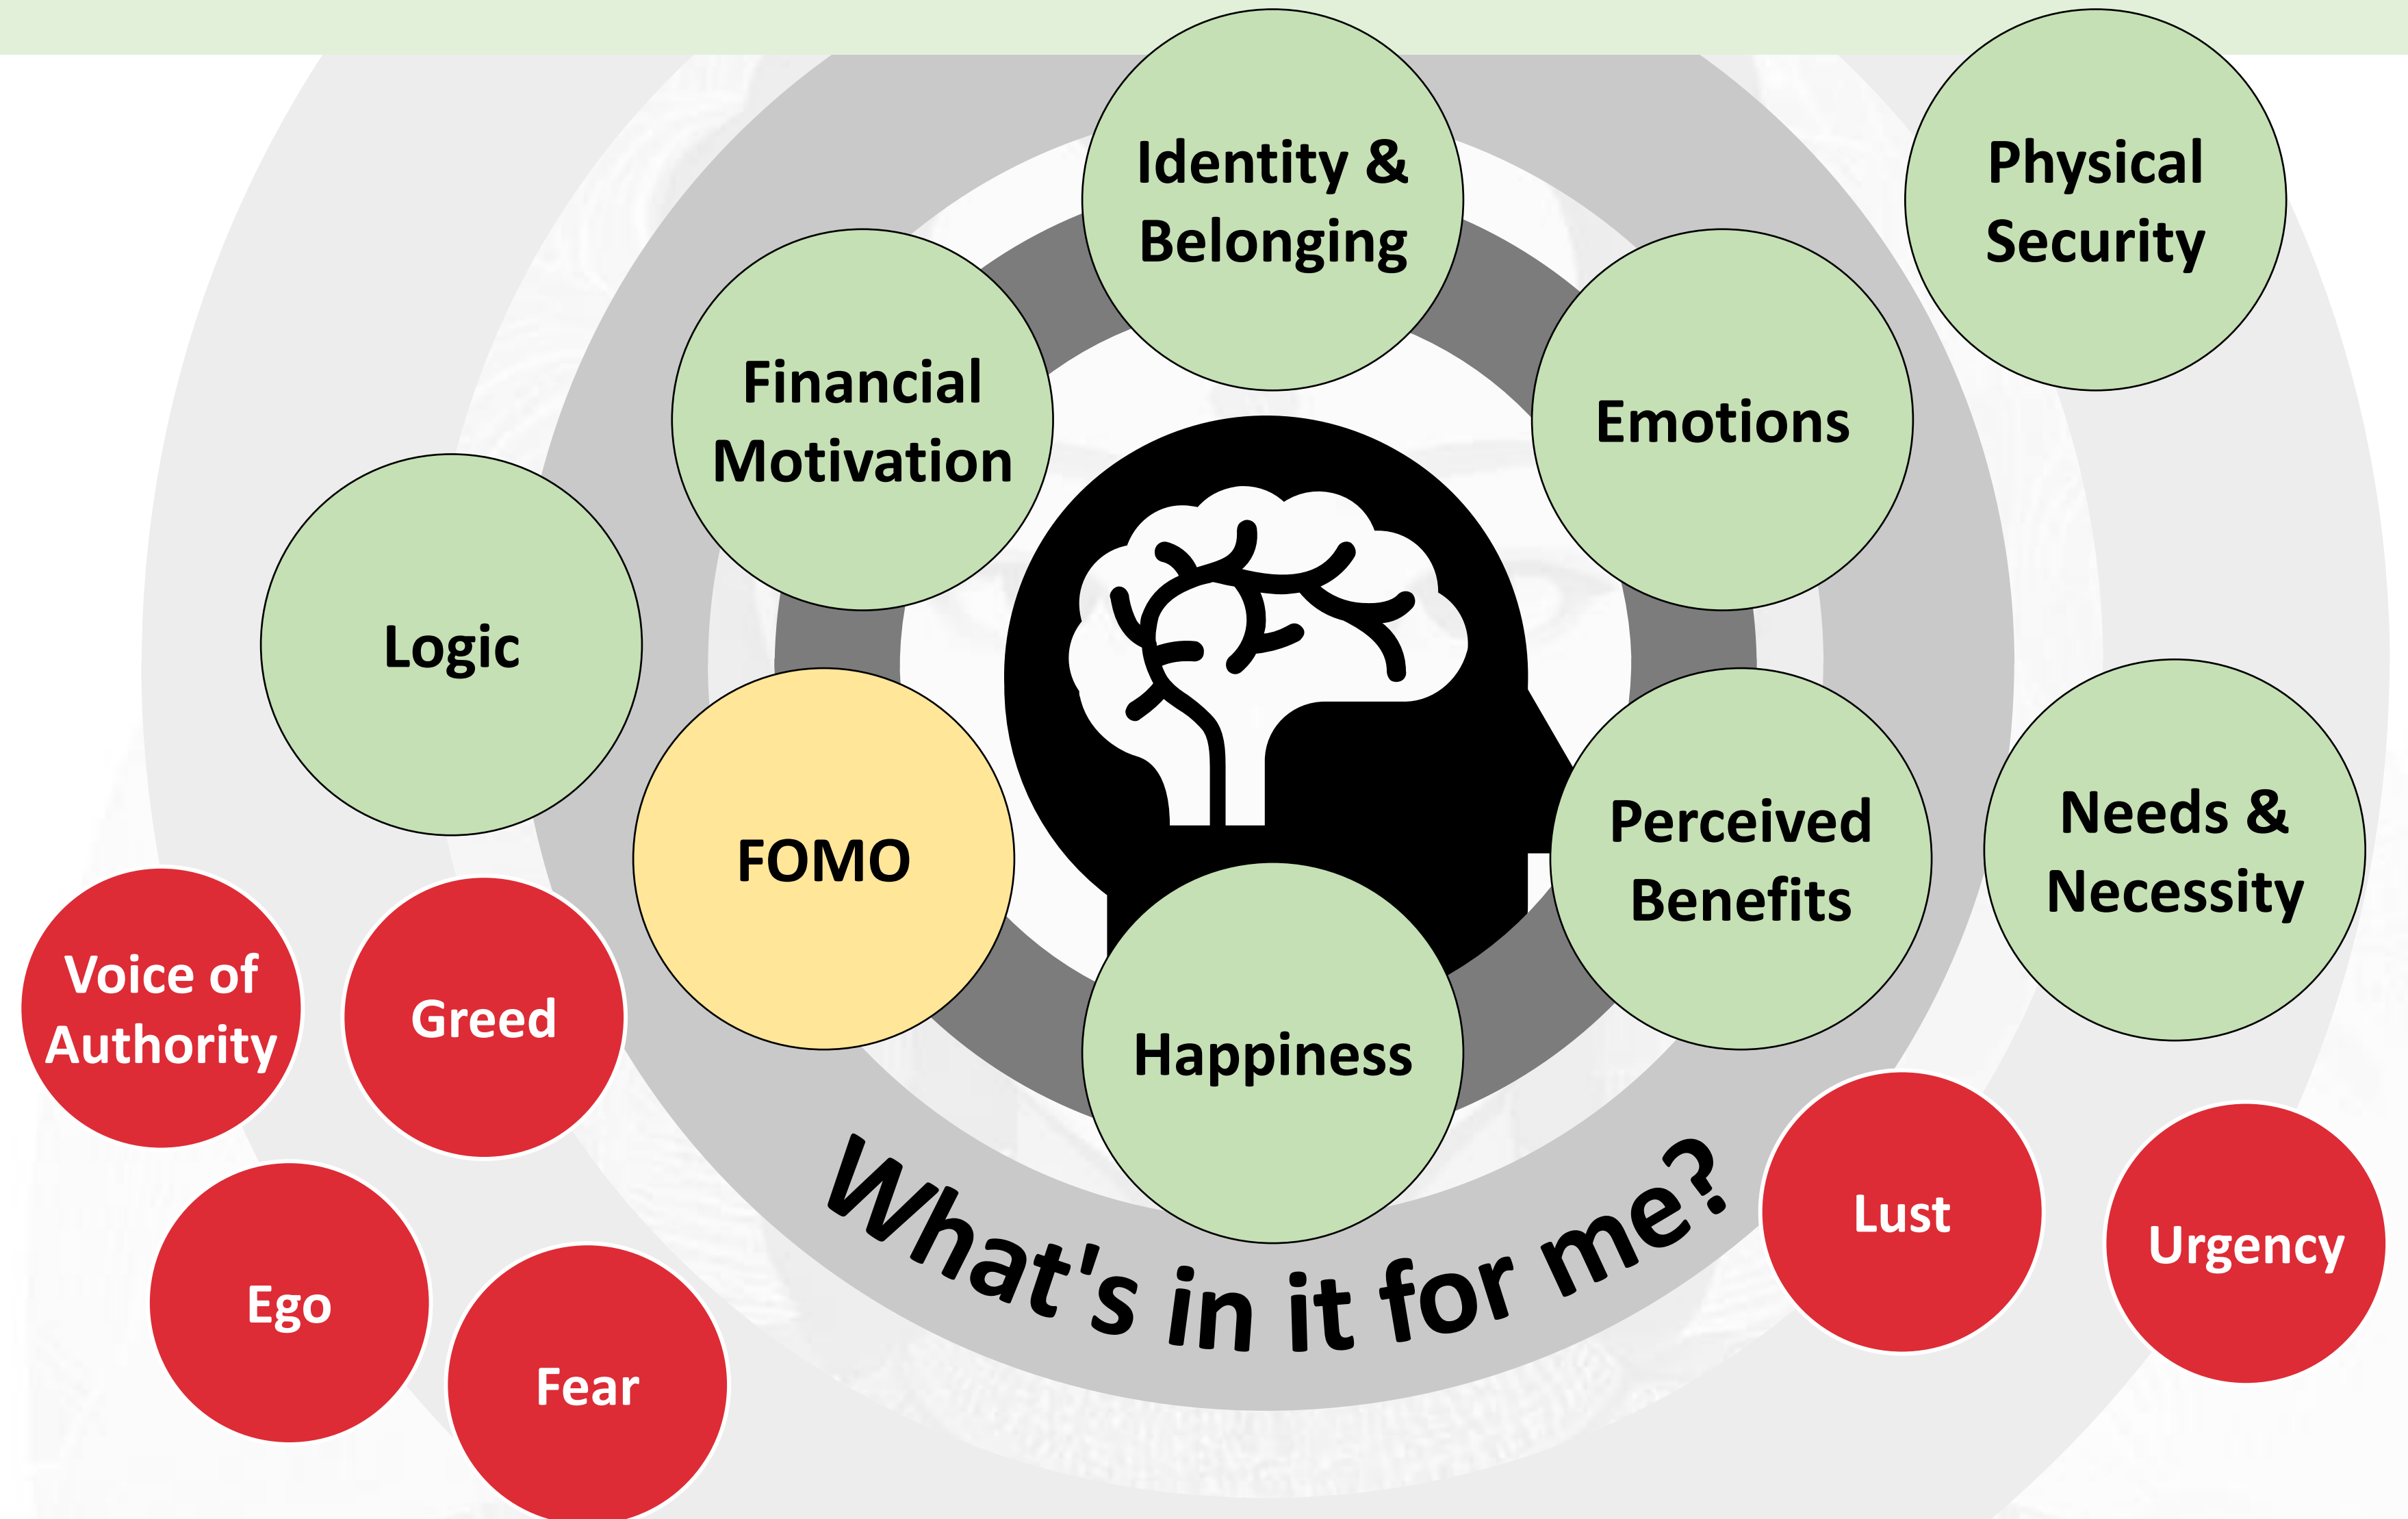 Identity &
Belonging
Physical
Security
Financial
Motivation
Emotions
Logic
FOMO
Perceived
Benefits
Needs &
Necessity
Voice of
Authority
Greed
Happiness
What's in it for me?
Lust
Urgency
Ego
Fear